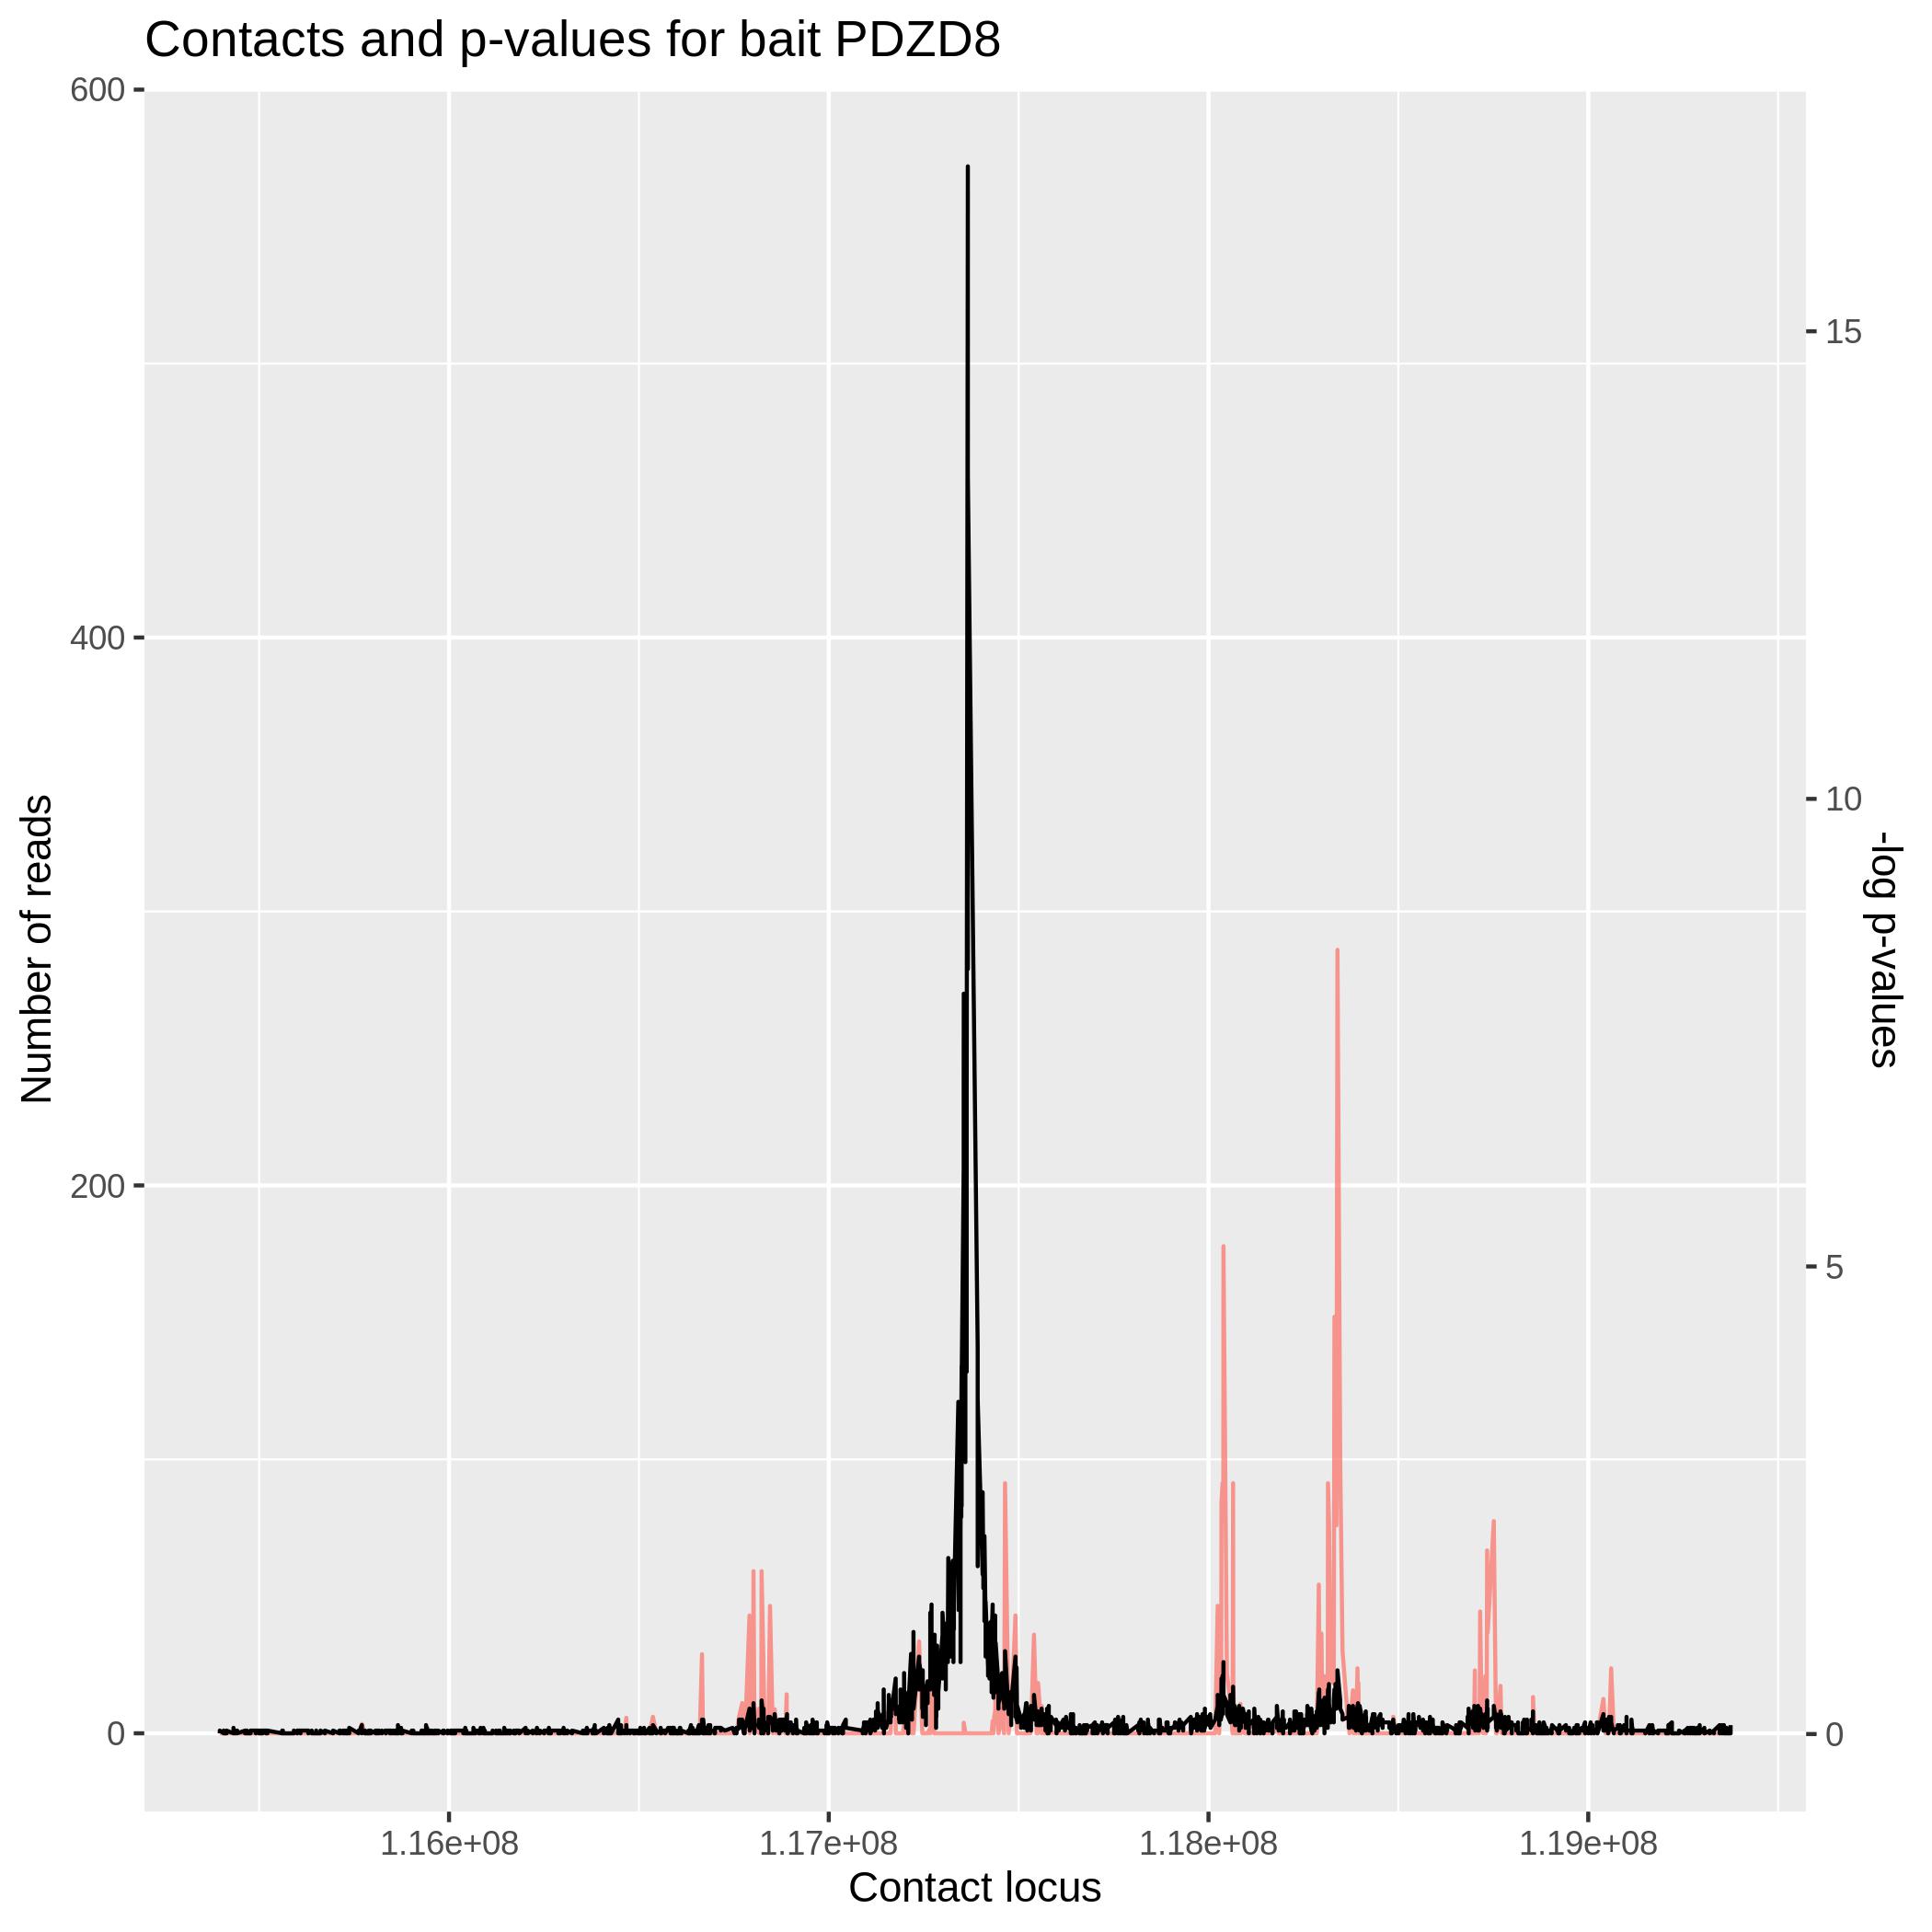 Contacts and p-values for bait PDZD8
600
400
200
0
15
10
5
0
Number of reads
-log p-values
1.16e+08
1.17e+08
1.18e+08
1.19e+08
Contact locus